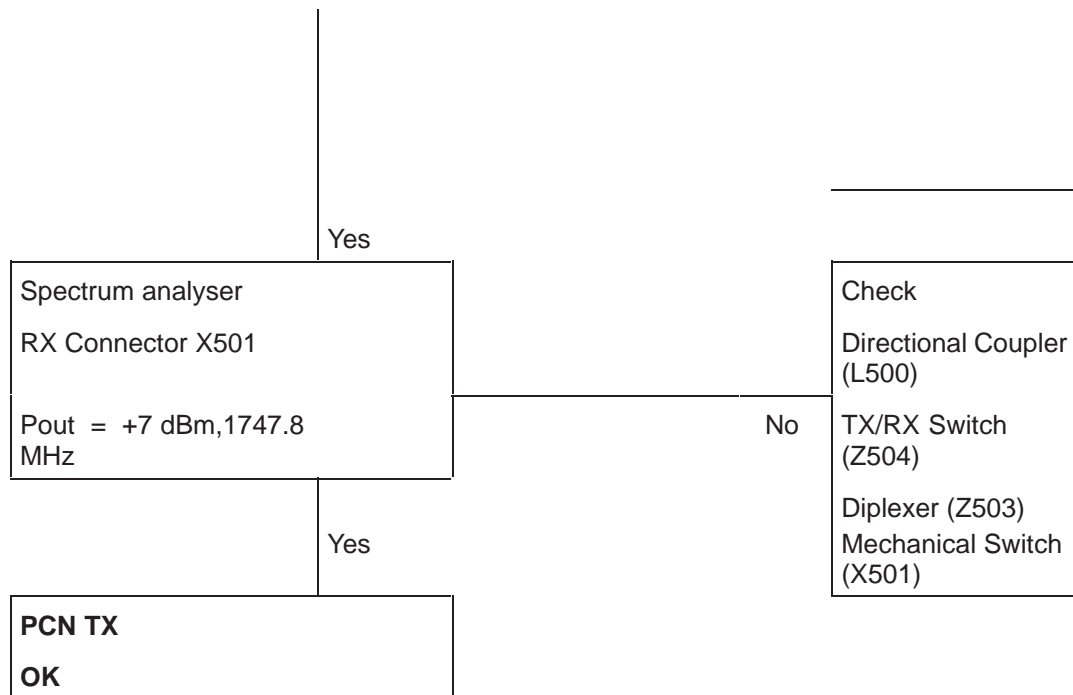 Yes
Spectrum analyser
RX Connector X501
Pout = +7 dBm,1747.8
MHz
No
Check
Directional Coupler
(L500)
TX/RX Switch
(Z504)
Diplexer (Z503)
Mechanical Switch
(X501)
Yes
PCN TX
OK